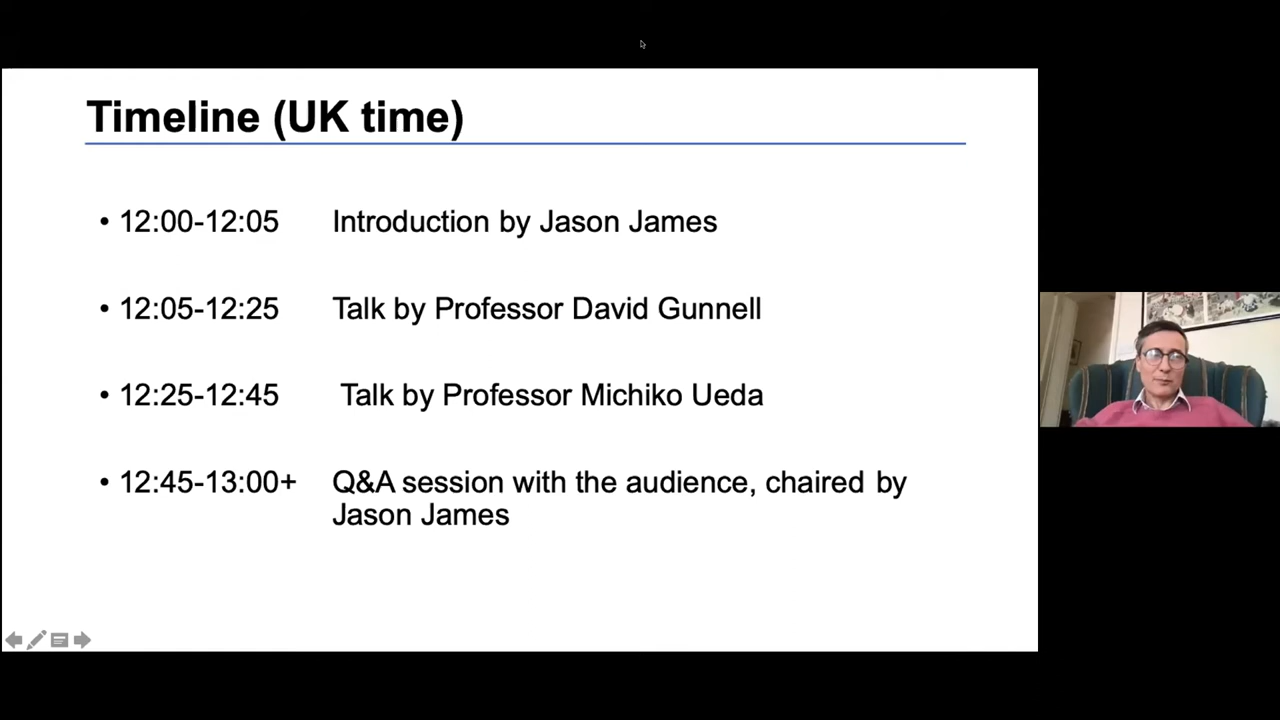 Timeline (UK time)
• 12:00-12:05 Introduction by Jason James
• 12:05-12:25 Talk by Professor David Gunnell
• 12:25-12:45 Talk by Professor Michiko Ueda
• 12:45-13:00+ Q&A session with the audience, chaired by
Jason James